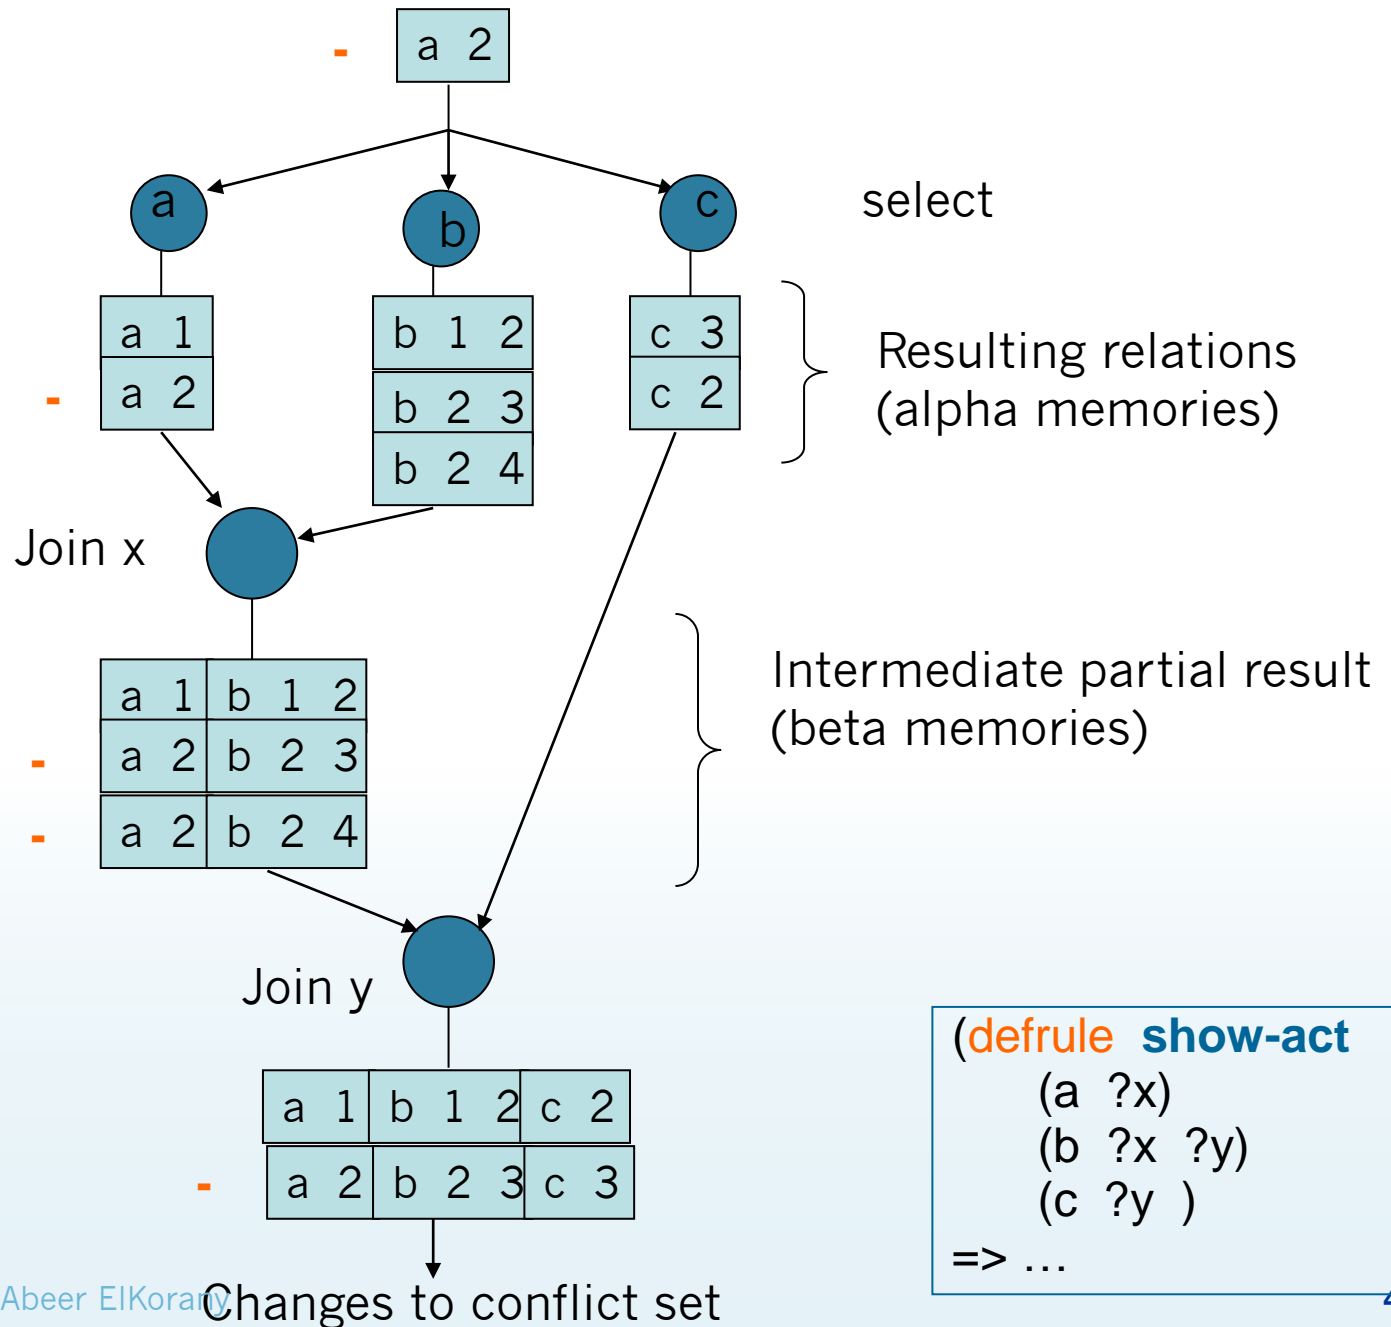 - a 2
a b c select
a 1 b 1 2 c 3
- a 2 b 2 3 c 2
b 2 4
Resulting relations
(alpha memories)
Join x
a 1 b 1 2
- a 2 b 2 3
- a 2 b 2 4
Intermediate partial result
(beta memories)
Join y
a 1 b 1 2 c 2
- a 2 b 2 3 c 3
Changes to conflict set
(defrule show-act
(a ?x)
(b ?x ?y)
(c ?y )
=> ...
Abeer ElKorany